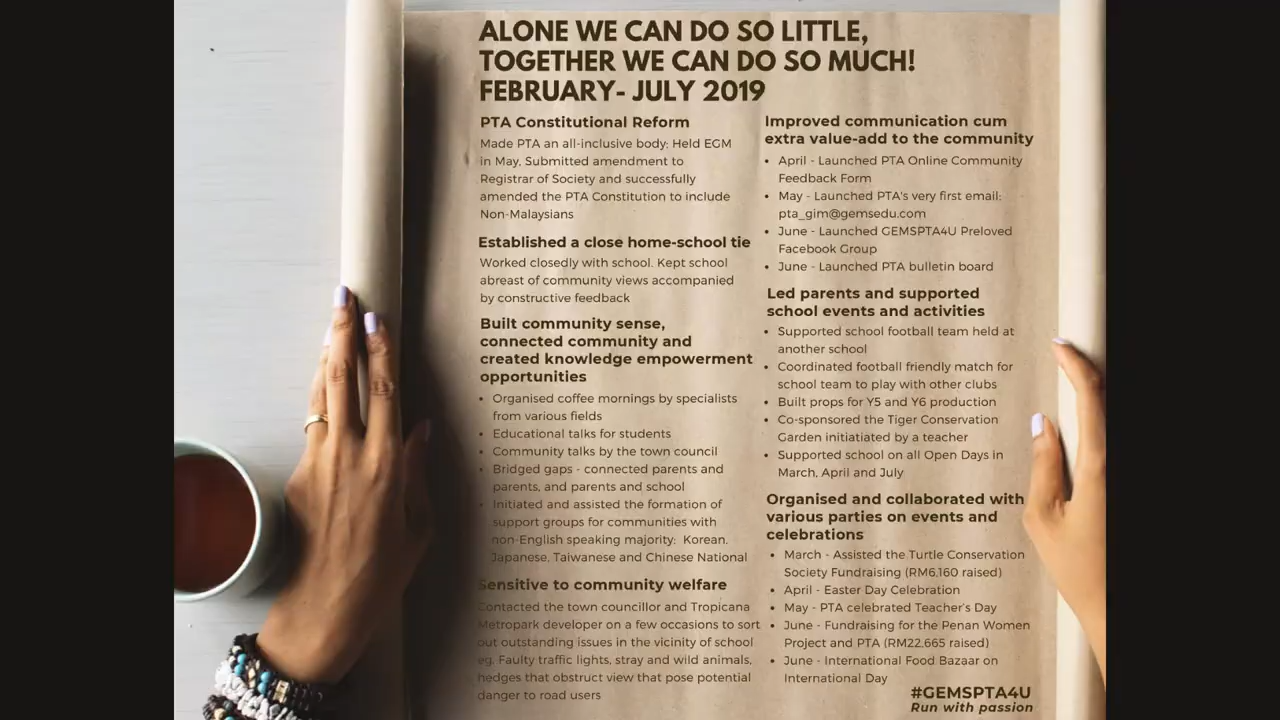 ALONE WE CAN DO SO LITTLE,
TOGETHER WE CAN DO SO MUCH!
FEBRUARY- JULY 2019
PTA Constitutional Reform
Made PTA an all-inclusive body: Held EGM
in May, Submitted amendment to
Registrar of Society and successfully
amended the PTA Constitution to include
Non-Malaysians
Established a close home-school tie
Worked closedly with school. Kept school
abreast of community views accompanied
by constructive feedback
Built community sense,
connected community and
created knowledge empowerment
opportunities
• Organised coffee mornings by specialists
from various fields
• Educational talks for students
• Community talks by the town council
• Bridged gaps - connected parents and
parents, and parents and school
• Initiated and assisted the formation of
support groups for communities with
non-English speaking majority: Korean,
Japanese, Taiwanese and Chinese National
Sensitive to community welfare
Contacted the town councillor and Tropicana
Metropark developer on a few occasions to sort
out outstanding issues in the vicinity of school
eg. Faulty traffic lights, stray and wild animals,
hedges that obstruct view that pose potential
danger to road users
Improved communication cum
extra value-add to the community
• April - Launched PTA Online Community
Feedback Form
• May - Launched PTA's very first email:
pta_gim@gemsedu.com
• June - Launched GEMSPTA4U Preloved
Facebook Group
• June - Launched PTA bulletin board
Led parents and supported
school events and activities
• Supported school football team held at
another school
• Coordinated football friendly match for
school team to play with other clubs
• Built props for Y5 and Y6 production
• Co-sponsored the Tiger Conservation
Garden initiatiated by a teacher
• Supported school on all Open Days in
March, April and July
Organised and collaborated with
various parties on events and
celebrations
• March - Assisted the Turtle Conservation
Society Fundraising (RM6,160 raised)
• April - Easter Day Celebration
• May - PTA celebrated Teacher's Day
• June - Fundraising for the Penan Women
Project and PTA (RM22,665 raised)
• June - International Food Bazaar on
International Day
#GEMSPTA4U
Run with passion